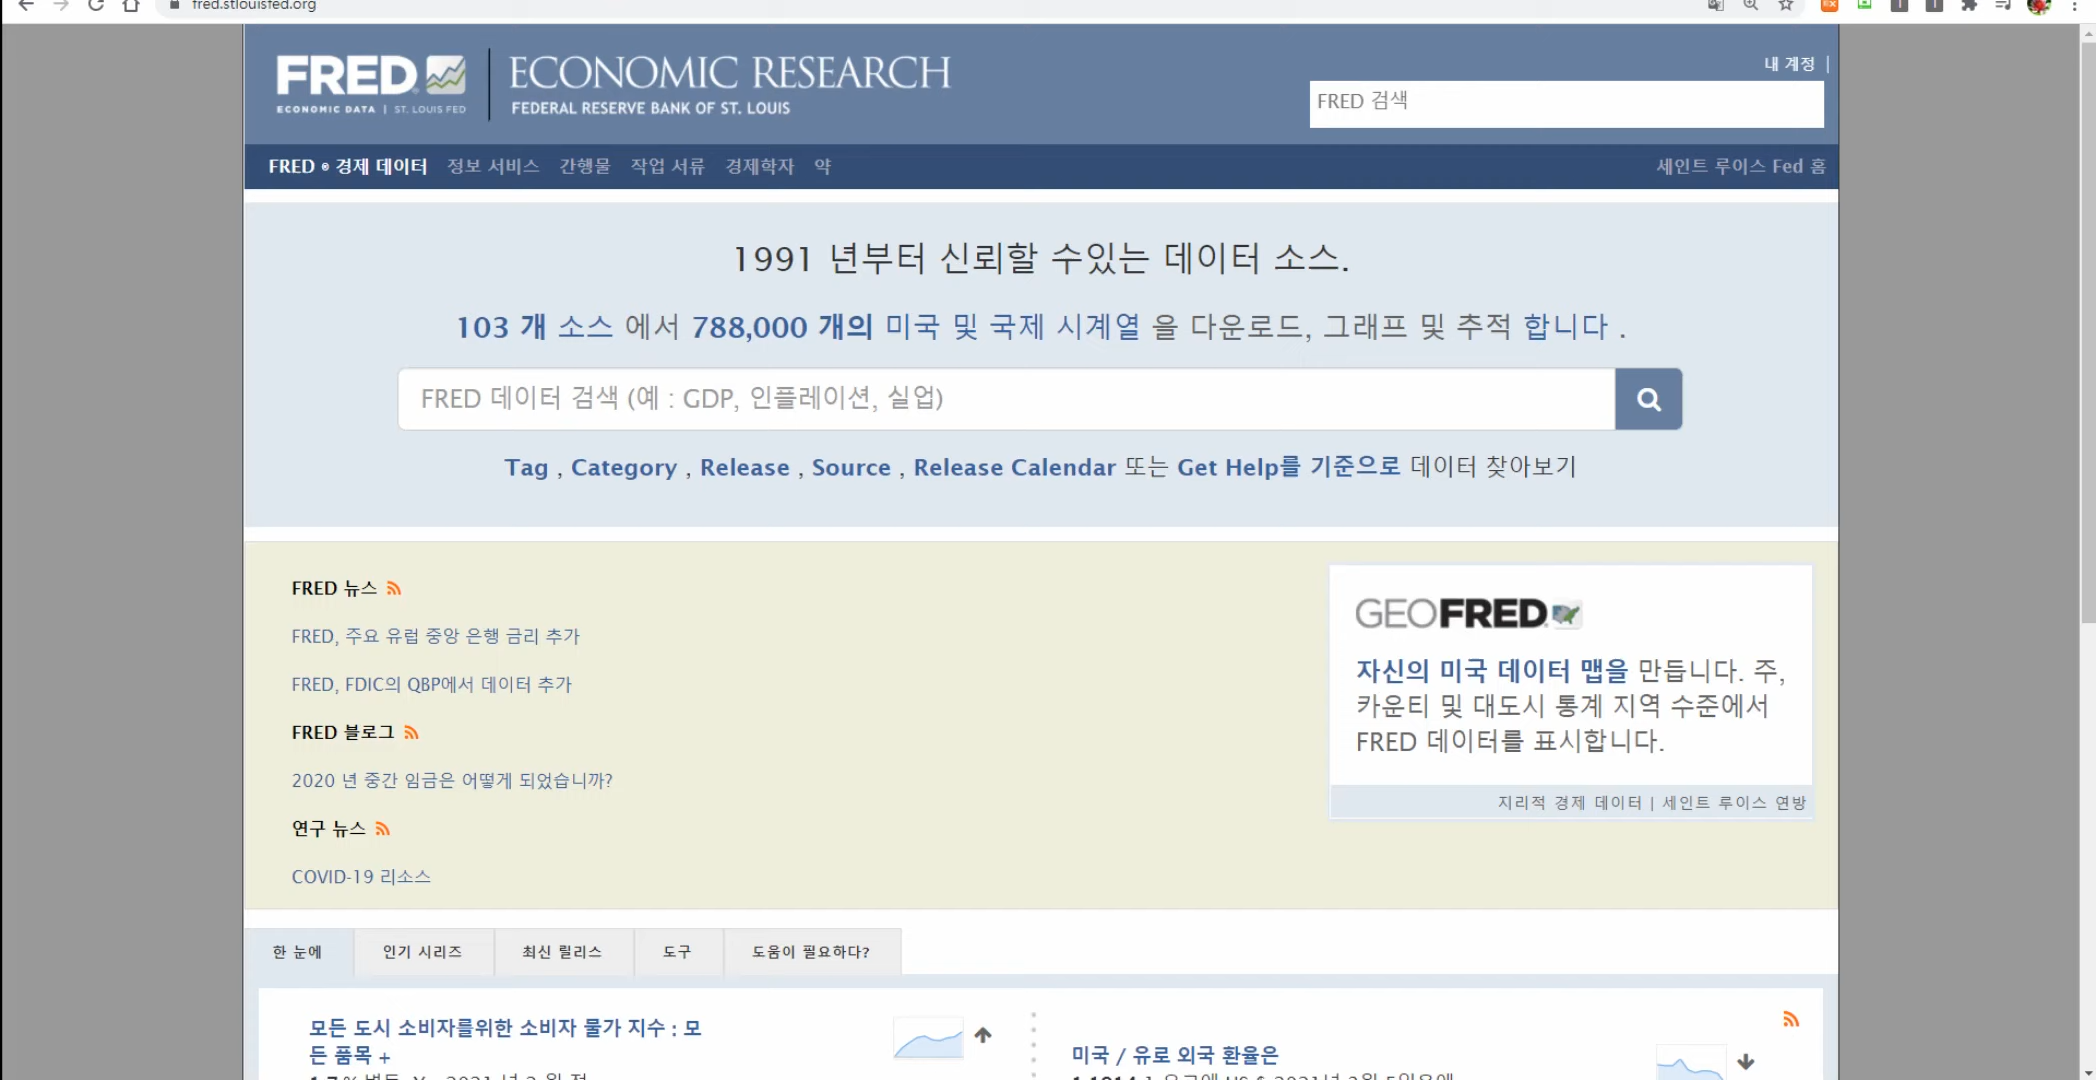 fred.stlouisfed.org
FRED
ECONOMIC DATA | ST. LOUIS FED
ECONOMIC RESEARCH
FEDERAL RESERVE BANK OF ST. LOUIS
내 계정 |
FRED 검색
FRED ® 경제 데이터 정보 서비스 간행물 작업 서류 경제학자 약
세인트 루이스 Fed 홈
1991 년부터 신뢰할 수있는 데이터 소스.
103 개 소스 에서 788,000 개의 미국 및 국제 시계열 을 다운로드, 그래프 및 추적 합니다 .
FRED 데이터 검색 (예 : GDP, 인플레이션, 실업)
Tag , Category , Release , Source , Release Calendar 또는 Get Help를 기준으로 데이터 찾아보기
FRED 뉴스
FRED, 주요 유럽 중앙 은행 금리 추가
FRED, FDIC의 QBP에서 데이터 추가
FRED 블로그
2020 년 중간 임금은 어떻게 되었습니까?
연구 뉴스
COVID-19 리소스
GEOFRED
자신의 미국 데이터 맵을 만듭니다. 주,
카운티 및 대도시 통계 지역 수준에서
FRED 데이터를 표시합니다.
지리적 경제 데이터 | 세인트 루이스 연방
한 눈에
인기 시리즈
최신 릴리스
도구
도움이 필요하다?
모든 도시 소비자를위한 소비자 물가 지수 : 모
든 품목 +
미국 / 유로 외국 환율은